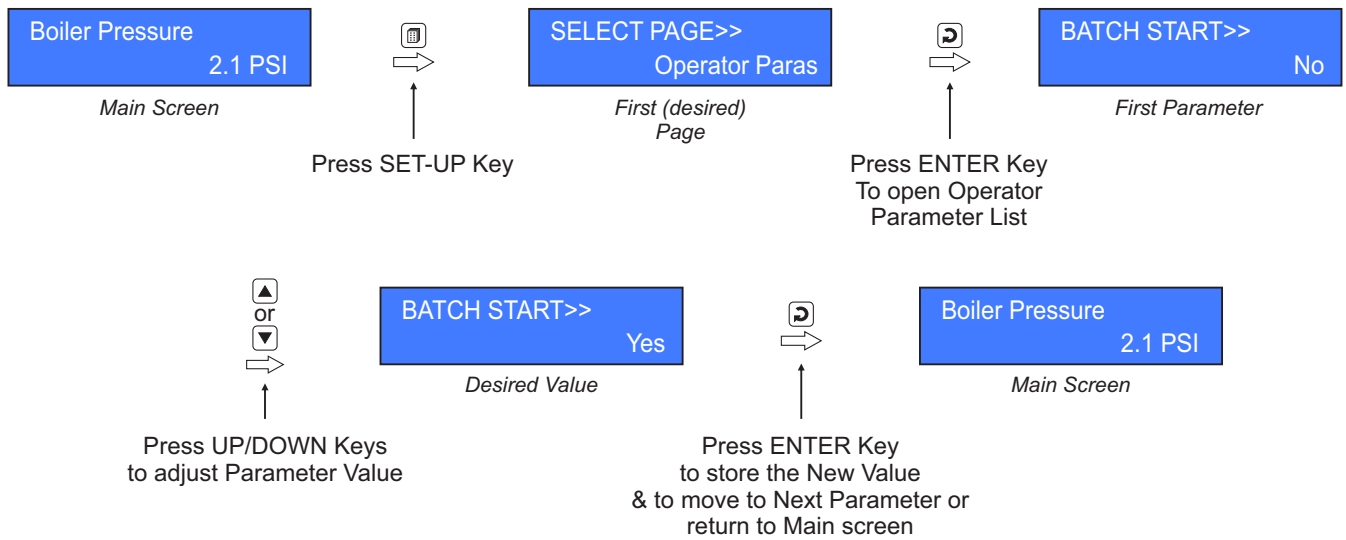 Boiler Pressure
2.1 PSI
Main Screen
Press SET-UP Key
SELECT PAGE>>
Operator Paras
First (desired)
Page
Press ENTER Key
To open Operator
Parameter List
BATCH START>>
No
First Parameter
or
Press UP/DOWN Keys
to adjust Parameter Value
BATCH START>>
Yes
Desired Value
Press ENTER Key
to store the New Value
& to move to Next Parameter or
return to Main screen
Boiler Pressure
2.1 PSI
Main Screen